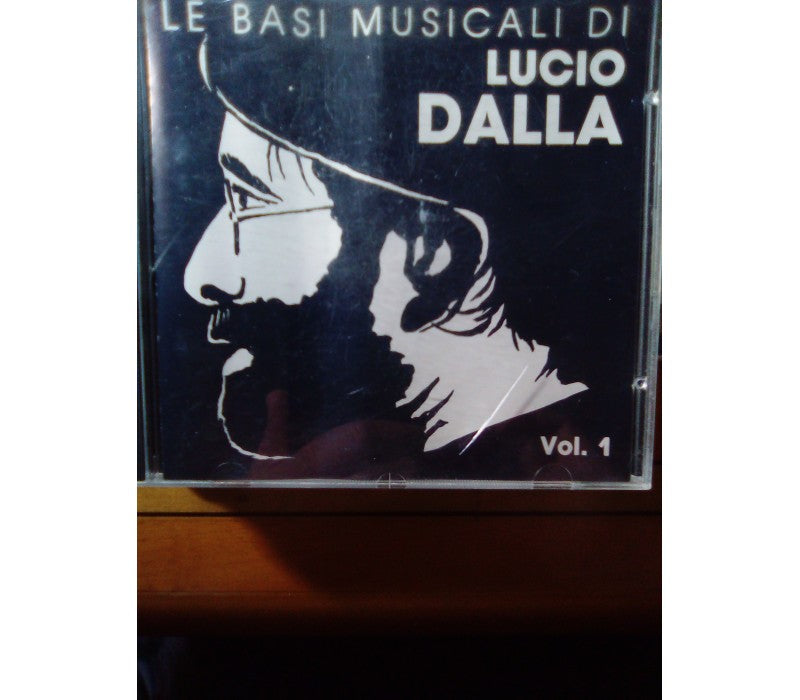 LE BASI MUSICALI DI
LUCIO
DALLA
Vol. 1